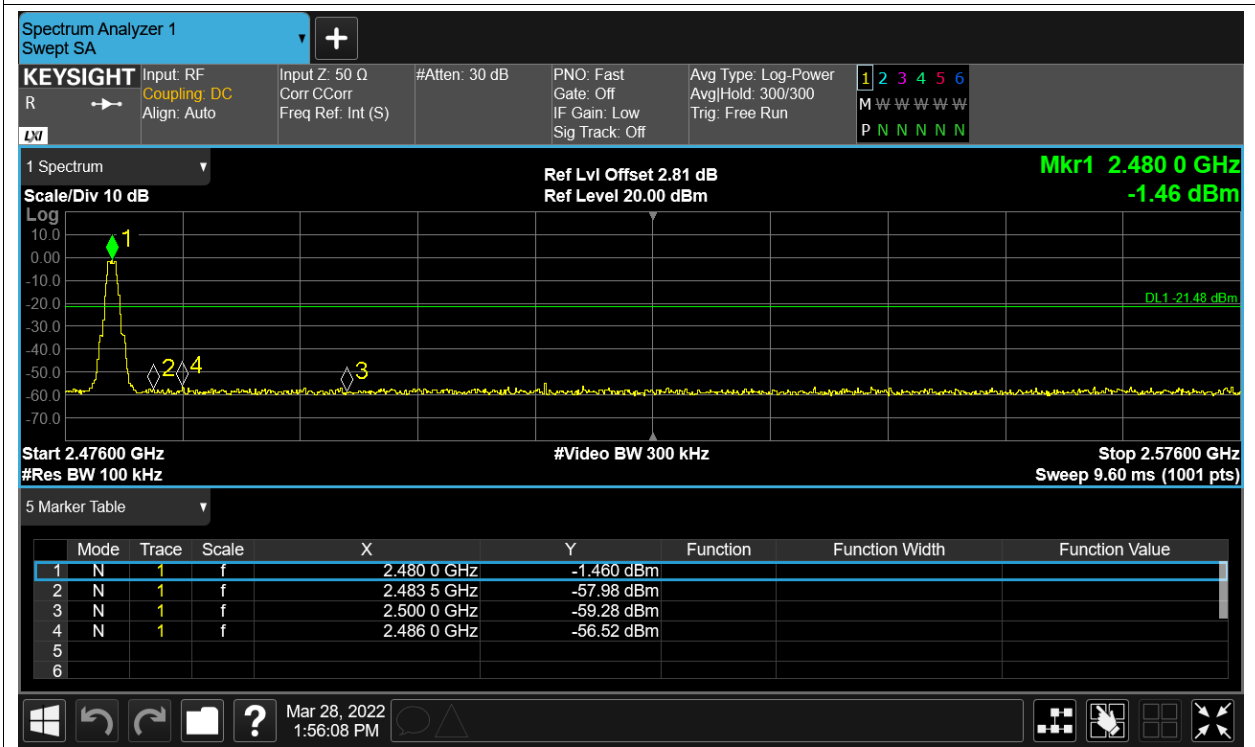 Spectrum Analyzer 1
Swept SA
+
KEYSIGHT
R
LXI
Input: RF
Coupling: DC
Align: Auto
Input Z: 50 Ω
Corr CCorr
Freq Ref: Int (S)
#Atten: 30 dB
PNO: Fast
Gate: Off
IF Gain: Low
Sig Track: Off
Avg Type: Log-Power
Avg|Hold: 300/300
Trig: Free Run
1 2 3 4 5 6
M W W W W W
P N N N N N
1 Spectrum
Scale/Div 10 dB
Ref Lvl Offset 2.81 dB
Ref Level 20.00 dBm
Mkr1 2.480 0 GHz
-1.46 dBm
Log
10.0
0.00
-10.0
-20.0
-30.0
-40.0
-50.0
-60.0
-70.0
1
2
4
3
DL1 -21.48 dBm
Start 2.47600 GHz
#Video BW 300 kHz
Stop 2.57600 GHz
#Res BW 100 kHz
Sweep 9.60 ms (1001 pts)
5 Marker Table
Mode Trace Scale X Y Function Function Width Function Value
1 N 1 f 2.480 0 GHz -1.460 dBm
2 N 1 f 2.483 5 GHz -57.98 dBm
3 N 1 f 2.500 0 GHz -59.28 dBm
4 N 1 f 2.486 0 GHz -56.52 dBm
5
6
?
Mar 28, 2022
1:56:08 PM